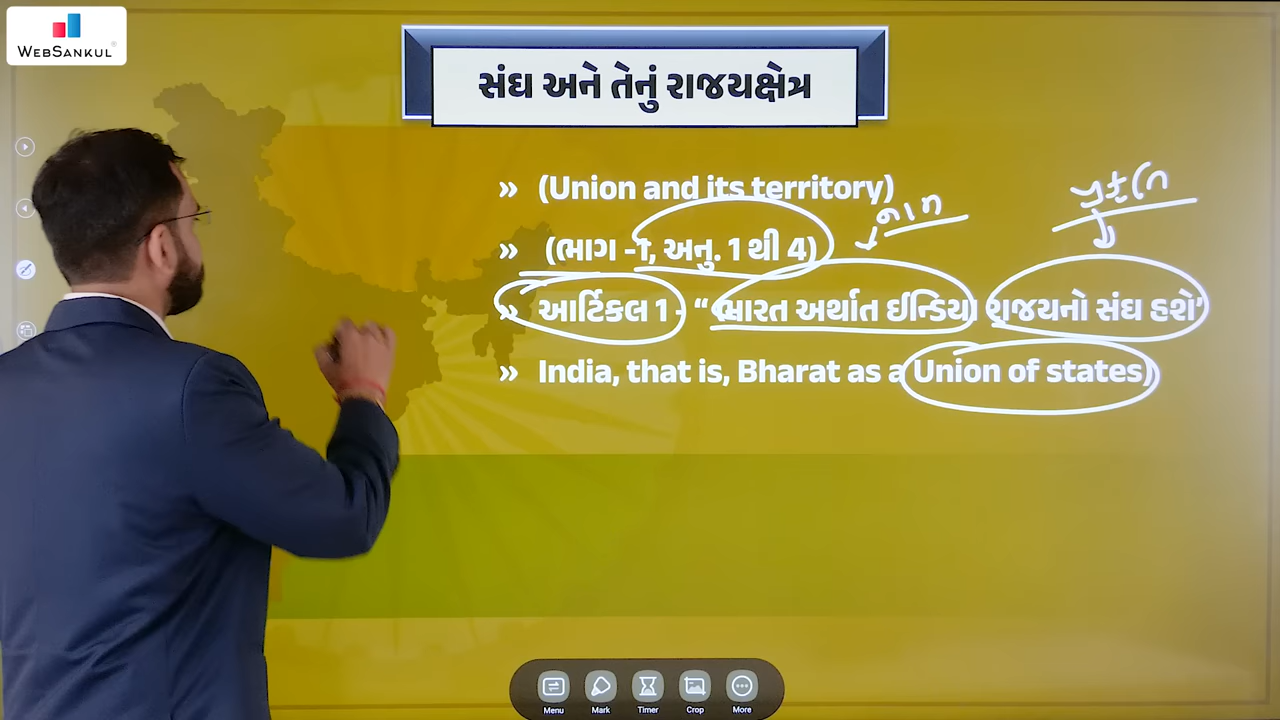 WEBSANKUL
સંઘ અને તેનું રાજયક્ષેત્ર
» (Union and its territory)
» (ભાગ -1, અનુ. 1 થી 4)
નામ
» આર્ટિકલ 1- “ ભારત અર્થાત ઈન્ડિયા રાજયનો સંઘ હશે”
» India, that is, Bharat as a Union of states)
Menu Mark Timer Crop More